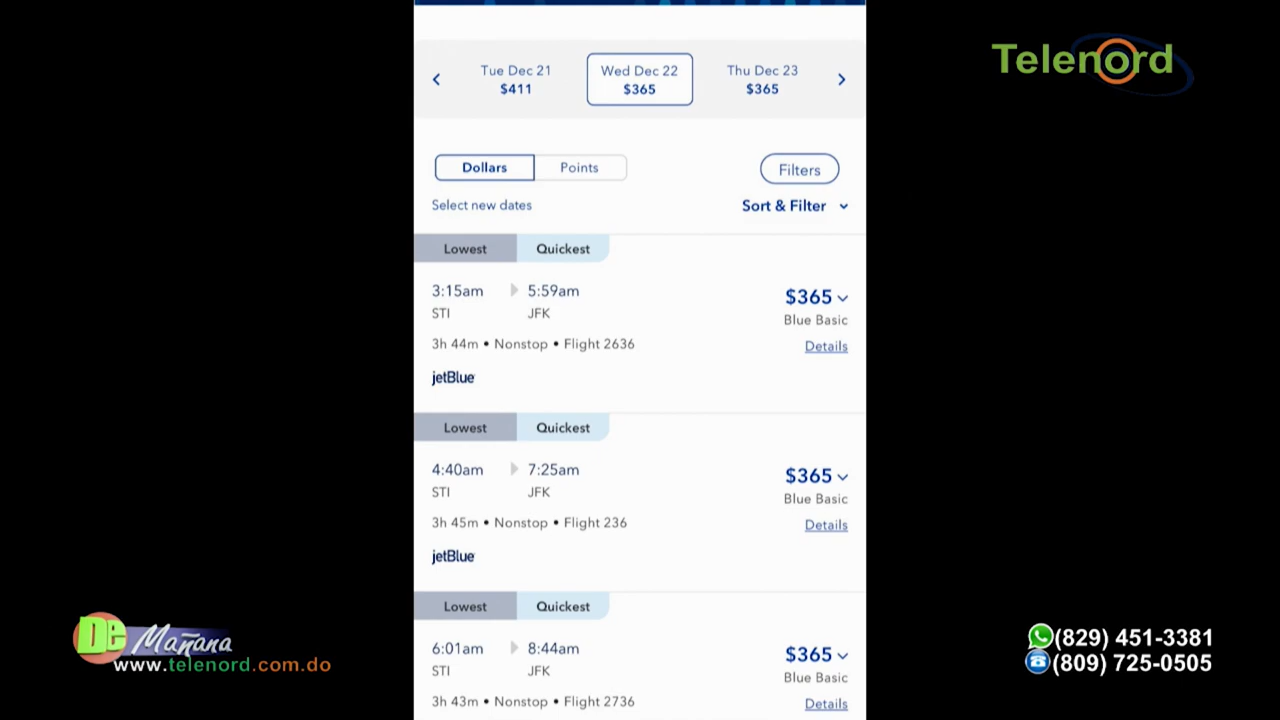 Telenord
Tue Dec 21
$411
Wed Dec 22
$365
Thu Dec 23
$365
Dollars
Points
Filters
Select new dates
Sort & Filter
Lowest
Quickest
3:15am
5:59am
$365
STI
JFK
Blue Basic
3h 44m • Nonstop • Flight 2636
Details
jetBlue
Lowest
Quickest
4:40am
7:25am
$365
STI
JFK
Blue Basic
3h 45m • Nonstop • Flight 236
Details
jetBlue
Lowest
Quickest
6:01am
8:44am
$365
STI
JFK
Blue Basic
3h 43m • Nonstop • Flight 2736
Details
De Mañana
www.telenord.com.do
(829) 451-3381
(809) 725-0505